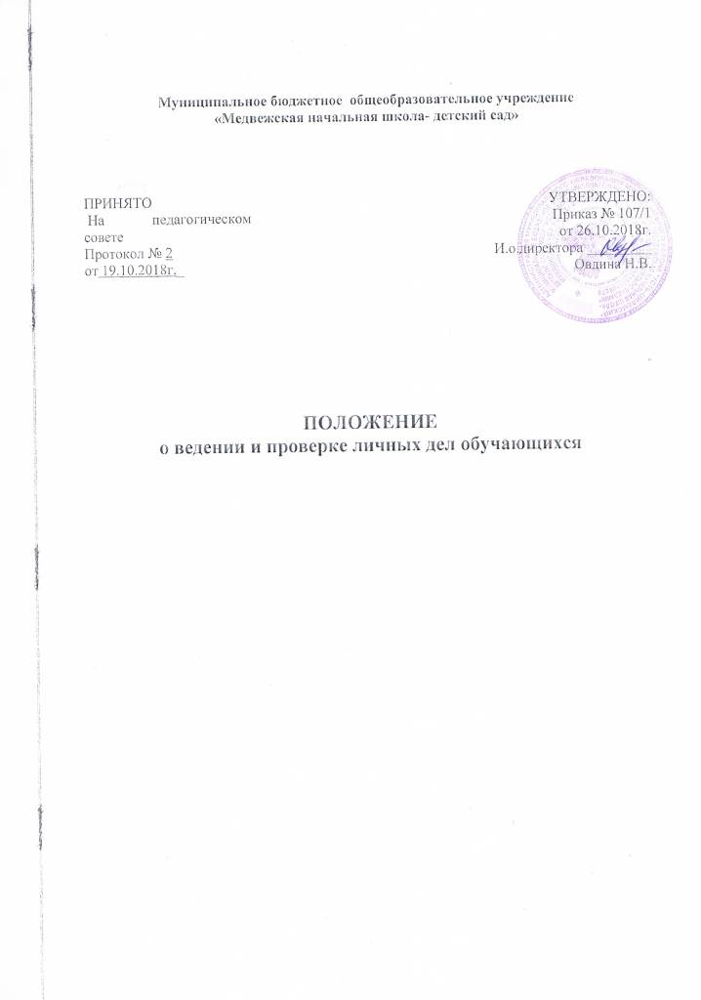 Муниципальное бюджетное общеобразовательное учреждение
«Медвежская начальная школа- детский сад»
ПРИНЯТО
На педагогическом
совете
Протокол № 2
от 19.10.2018г.
УТВЕРЖДЕНО:
Приказ № 107/1
от 26.10.2018г.
И.о.директора
Овдина Н.В.
ПОЛОЖЕНИЕ
о ведении и проверке личных дел обучающихся